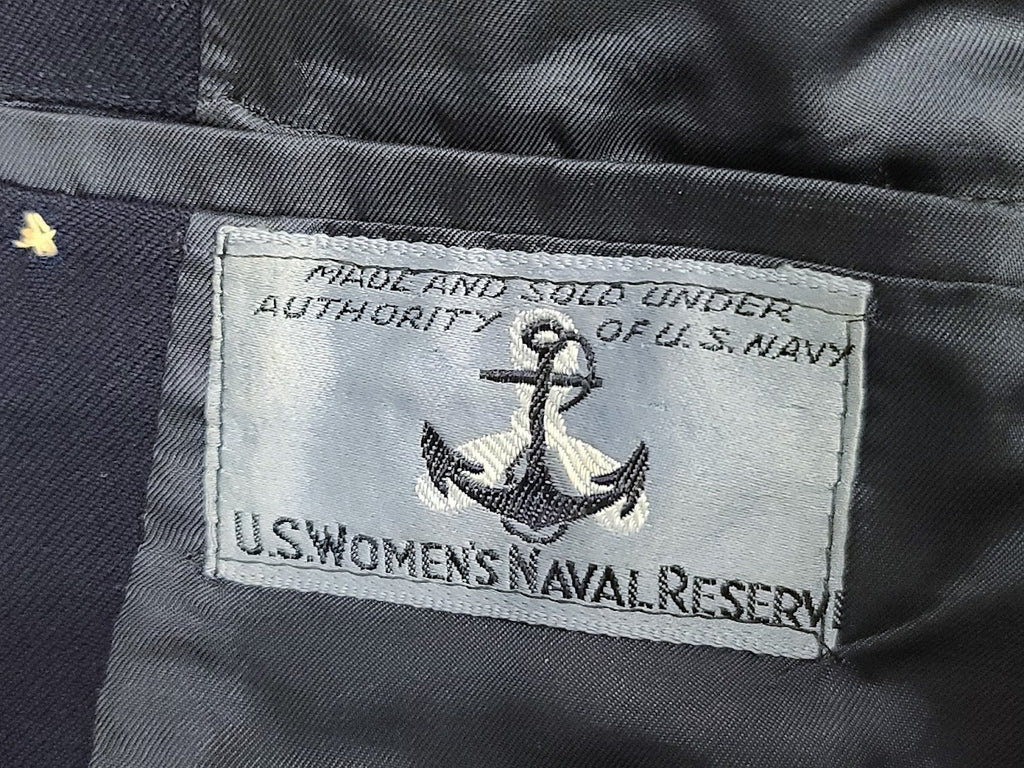 MADE AND SOLD UNDER
AUTHORITY OF U.S. NAVY
U.S. WOMEN'S NAVAL RESERVE